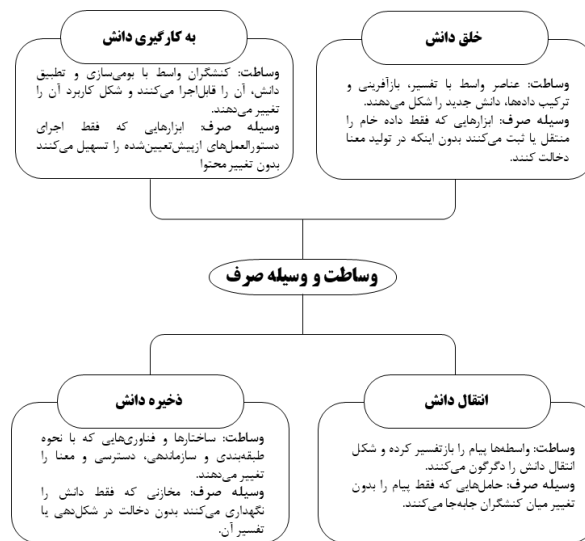 خلق دانش
وساطت: عناصر واسط با تفسیر، بازآفرینی و
ترکیب داده‌ها، دانش جدید را شکل می‌دهند.
وسیله صرف: ابزارهایی که فقط داده خام را
منتقل یا ثبت می‌کنند بدون اینکه در تولید معنا
دخالت کنند.
به کارگیری دانش
وساطت: کنشگران واسط با بومی‌سازی و تطبیق
دانش، آن را قابل‌اجرا می‌کنند و شکل کاربرد آن را
تغییر می‌دهند.
وسیله صرف: ابزارهایی که فقط اجرای
دستورالعمل‌های ازپیش‌تعیین‌شده را تسهیل می‌کنند
بدون تغییر محتوا
وساطت و وسیله صرف
انتقال دانش
وساطت: واسطه‌ها پیام را بازتفسیر کرده و شکل
انتقال دانش را دگرگون می‌کنند.
وسیله صرف: حامل‌هایی که فقط پیام را بدون
تغییر میان کنشگران جابه‌جا می‌کنند.
ذخیره دانش
وساطت: ساختارها و فناوری‌هایی که با نحوه
طبقه‌بندی و سازماندهی، دسترسی و معنا را
تغییر می‌دهند.
وسیله صرف: مخازنی که فقط دانش را
نگهداری می‌کنند بدون دخالت در شکل‌دهی یا
تفسیر آن.